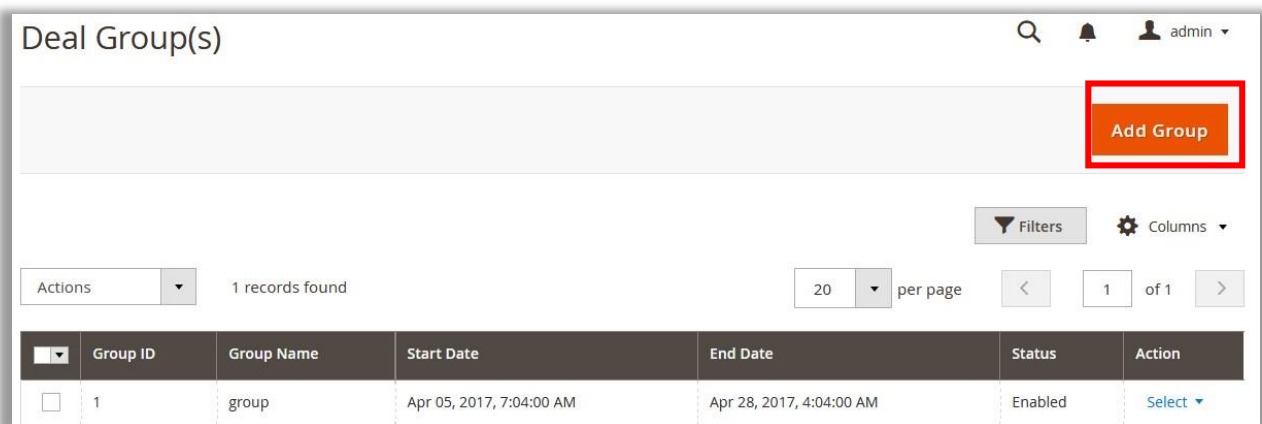 Deal Group(s)
admin
Add Group
Filters
Columns
Actions
1 records found
20
per page
1
of 1
Group ID
Group Name
Start Date
End Date
Status
Action
1
group
Apr 05, 2017, 7:04:00 AM
Apr 28, 2017, 4:04:00 AM
Enabled
Select